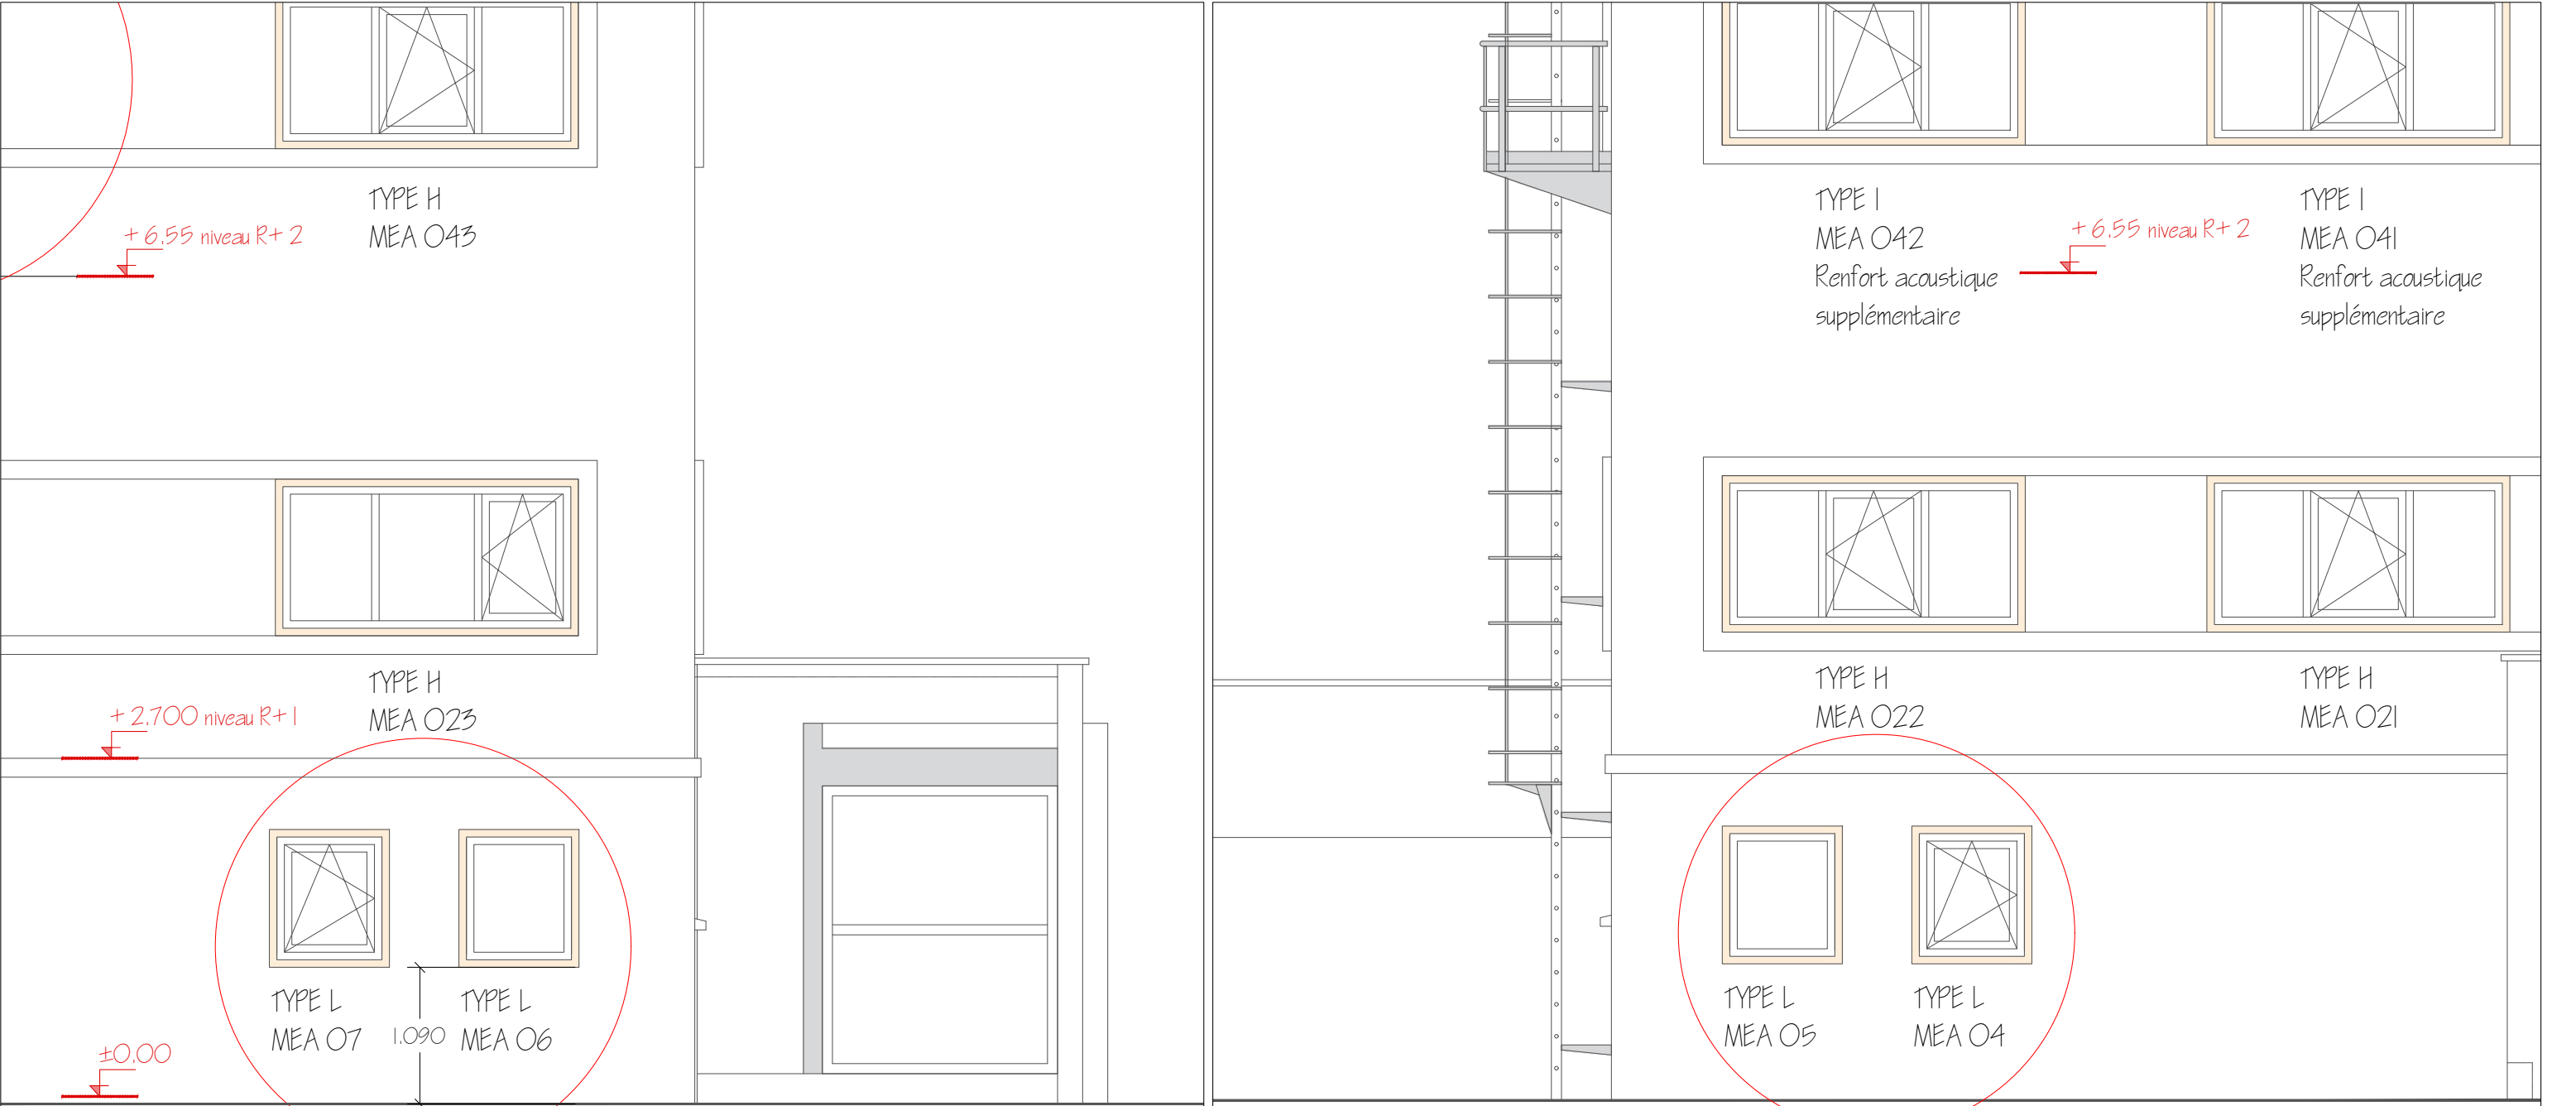 TYPE H
MEA 043
+ 6.55 niveau R+ 2
TYPE H
MEA 023
+ 2.700 niveau R+ 1
TYPE L
MEA 07
1.090
TYPE L
MEA 06
±0.00
TYPE I
MEA 042
Renfort acoustique
supplémentaire
+ 6.55 niveau R+ 2
TYPE I
MEA 041
Renfort acoustique
supplémentaire
TYPE H
MEA 022
TYPE H
MEA 021
TYPE L
MEA 05
TYPE L
MEA 04